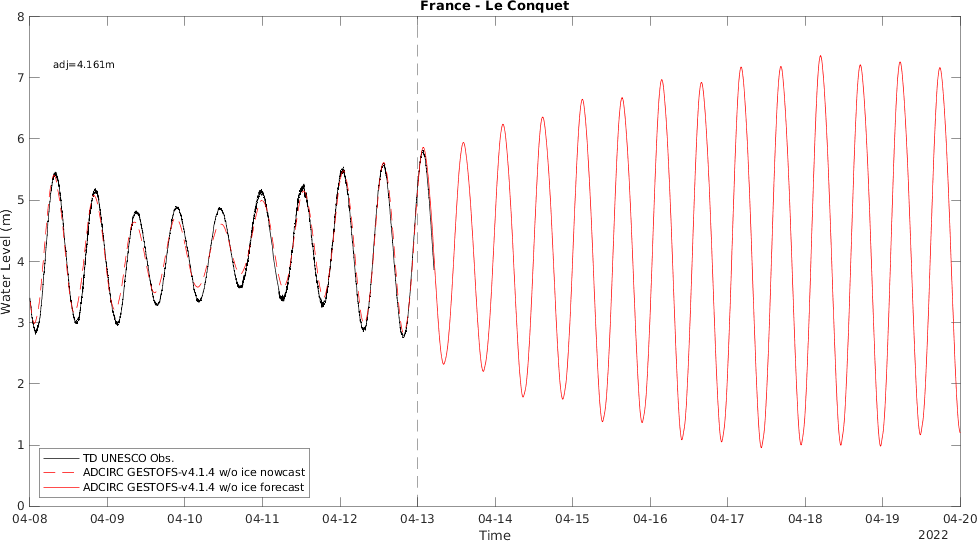 France - Le Conquet
adj=4.161m
8
7
6
5
4
3
2
1
0
Water Level (m)
TD UNESCO Obs.
ADCIRC GESTOFS-v4.1.4 w/o ice nowcast
ADCIRC GESTOFS-v4.1.4 w/o ice forecast
04-08 04-09 04-10 04-11 04-12 04-13 04-14 04-15 04-16 04-17 04-18 04-19 04-20
Time
2022